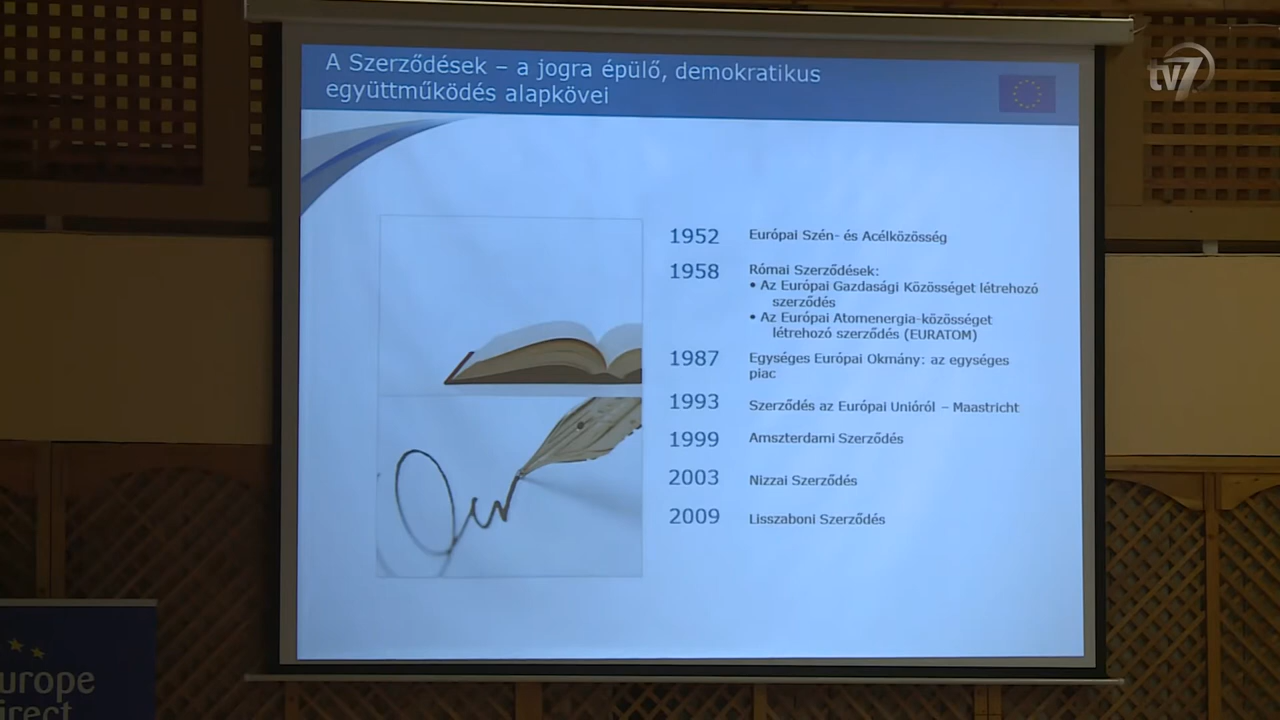 A Szerződések – a jogra épülő, demokratikus
együttműködés alapkövei
tv7
1952 Európai Szén- és Acélközösség
1958 Római Szerződések:
• Az Európai Gazdasági Közösséget létrehozó
szerződés
• Az Európai Atomenergia-közösséget
létrehozó szerződés (EURATOM)
1987 Egységes Európai Okmány: az egységes
piac
1993 Szerződés az Európai Unióról – Maastricht
1999 Amszterdami Szerződés
2003 Nizzai Szerződés
2009 Lisszaboni Szerződés
urope
irect